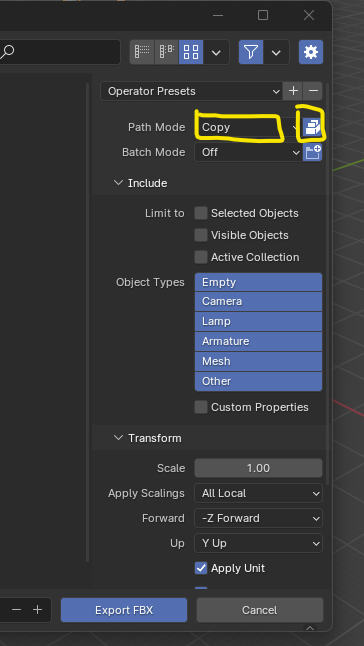 Operator Presets
Path Mode Copy
Batch Mode Off
Include
Limit to Selected Objects
Visible Objects
Active Collection
Object Types Empty
Camera
Lamp
Armature
Mesh
Other
Custom Properties
Transform
Scale 1.00
Apply Scalings All Local
Forward -Z Forward
Up Y Up
Apply Unit
Export FBX Cancel